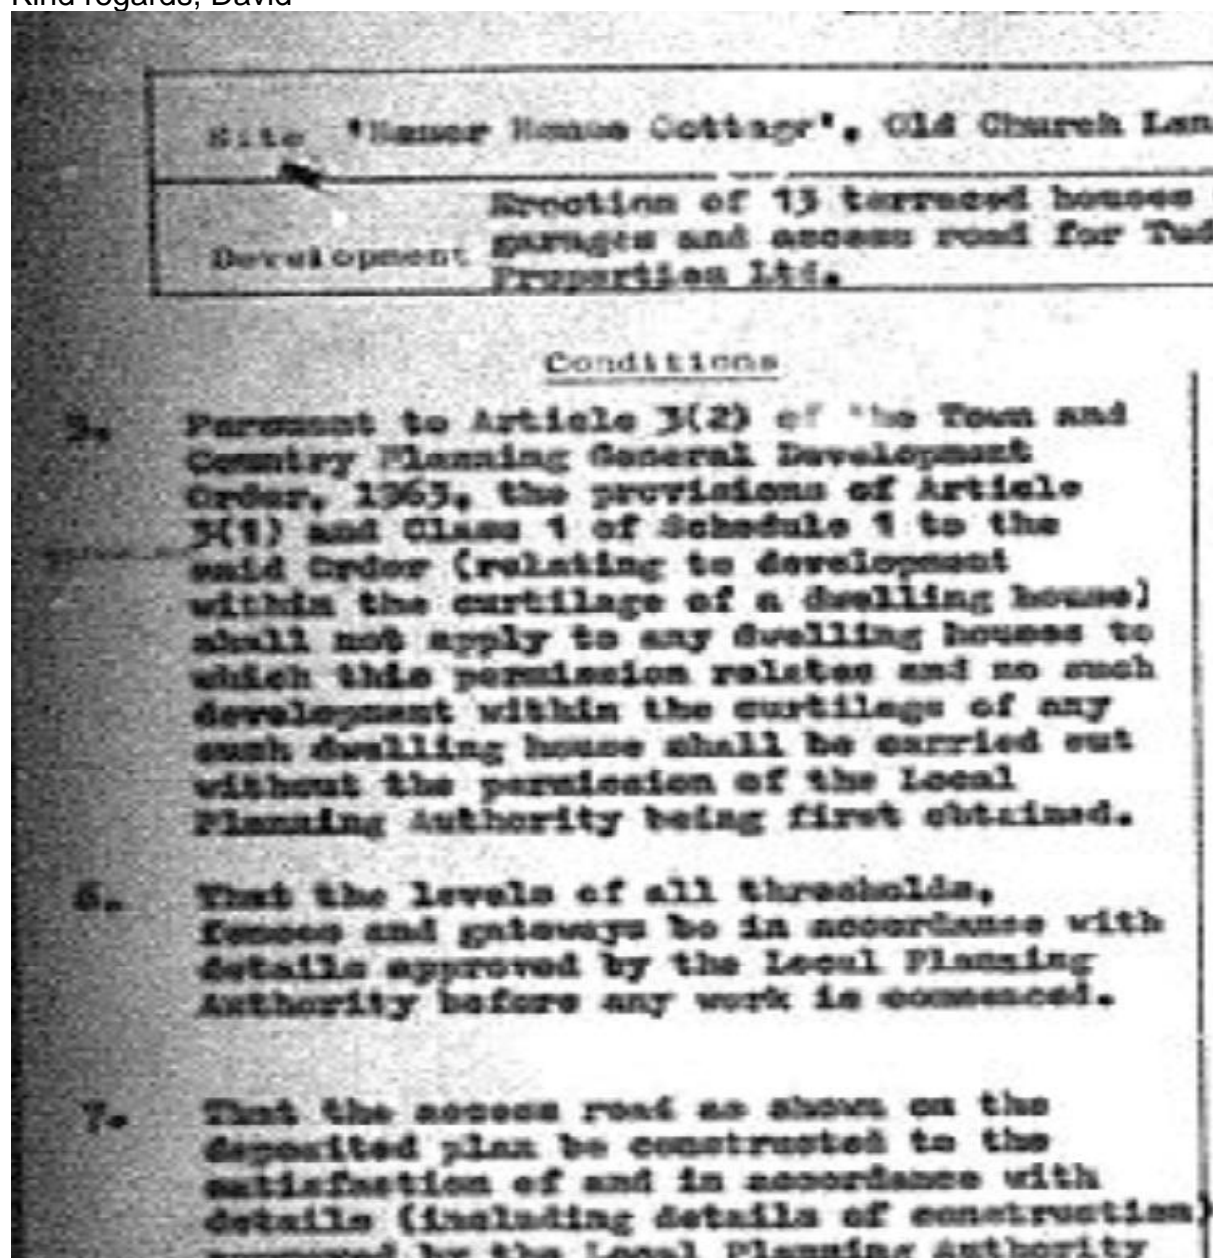 Kind regards, David
Site 'Manor House Cottage', Old Church Lan
Development
Erection of 13 terraced houses
garages and access road for Tud
Properties Ltd.
Conditions
5. Pursuant to Article 3(2) of the Town and
Country Planning General Development
Order, 1963, the provisions of Article
3(1) and Class 1 of Schedule 1 to the
said Order (relating to development
within the curtilage of a dwelling house)
shall not apply to any dwelling houses to
which this permission relates and no such
development within the curtilage of any
such dwelling house shall be carried out
without the permission of the Local
Planning Authority being first obtained.
6. That the levels of all thresholds,
fences and gateways be in accordance with
details approved by the Local Planning
Authority before any work is commenced.
7. That the access road as shown on the
deposited plan be constructed to the
satisfaction of and in accordance with
details (including details of construction)
approved by the Local Planning Authority